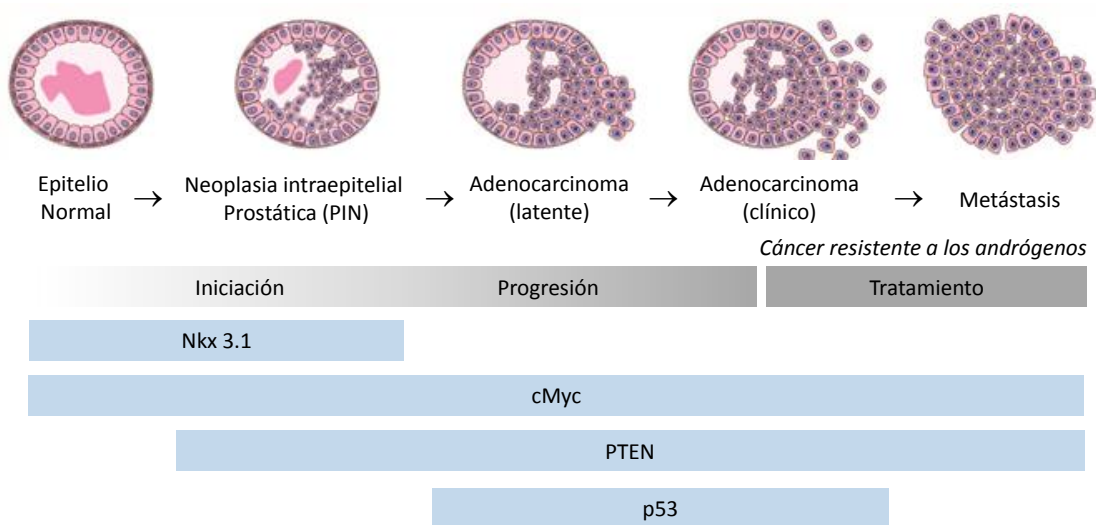 Epitelio
Normal
→
Neoplasia intraepitelial
Prostática (PIN)
→
Adenocarcinoma
(latente)
→
Adenocarcinoma
(clínico)
→
Metástasis
Cáncer resistente a los andrógenos
Iniciación
Progresión
Tratamiento
Nkx 3.1
cMyc
PTEN
p53